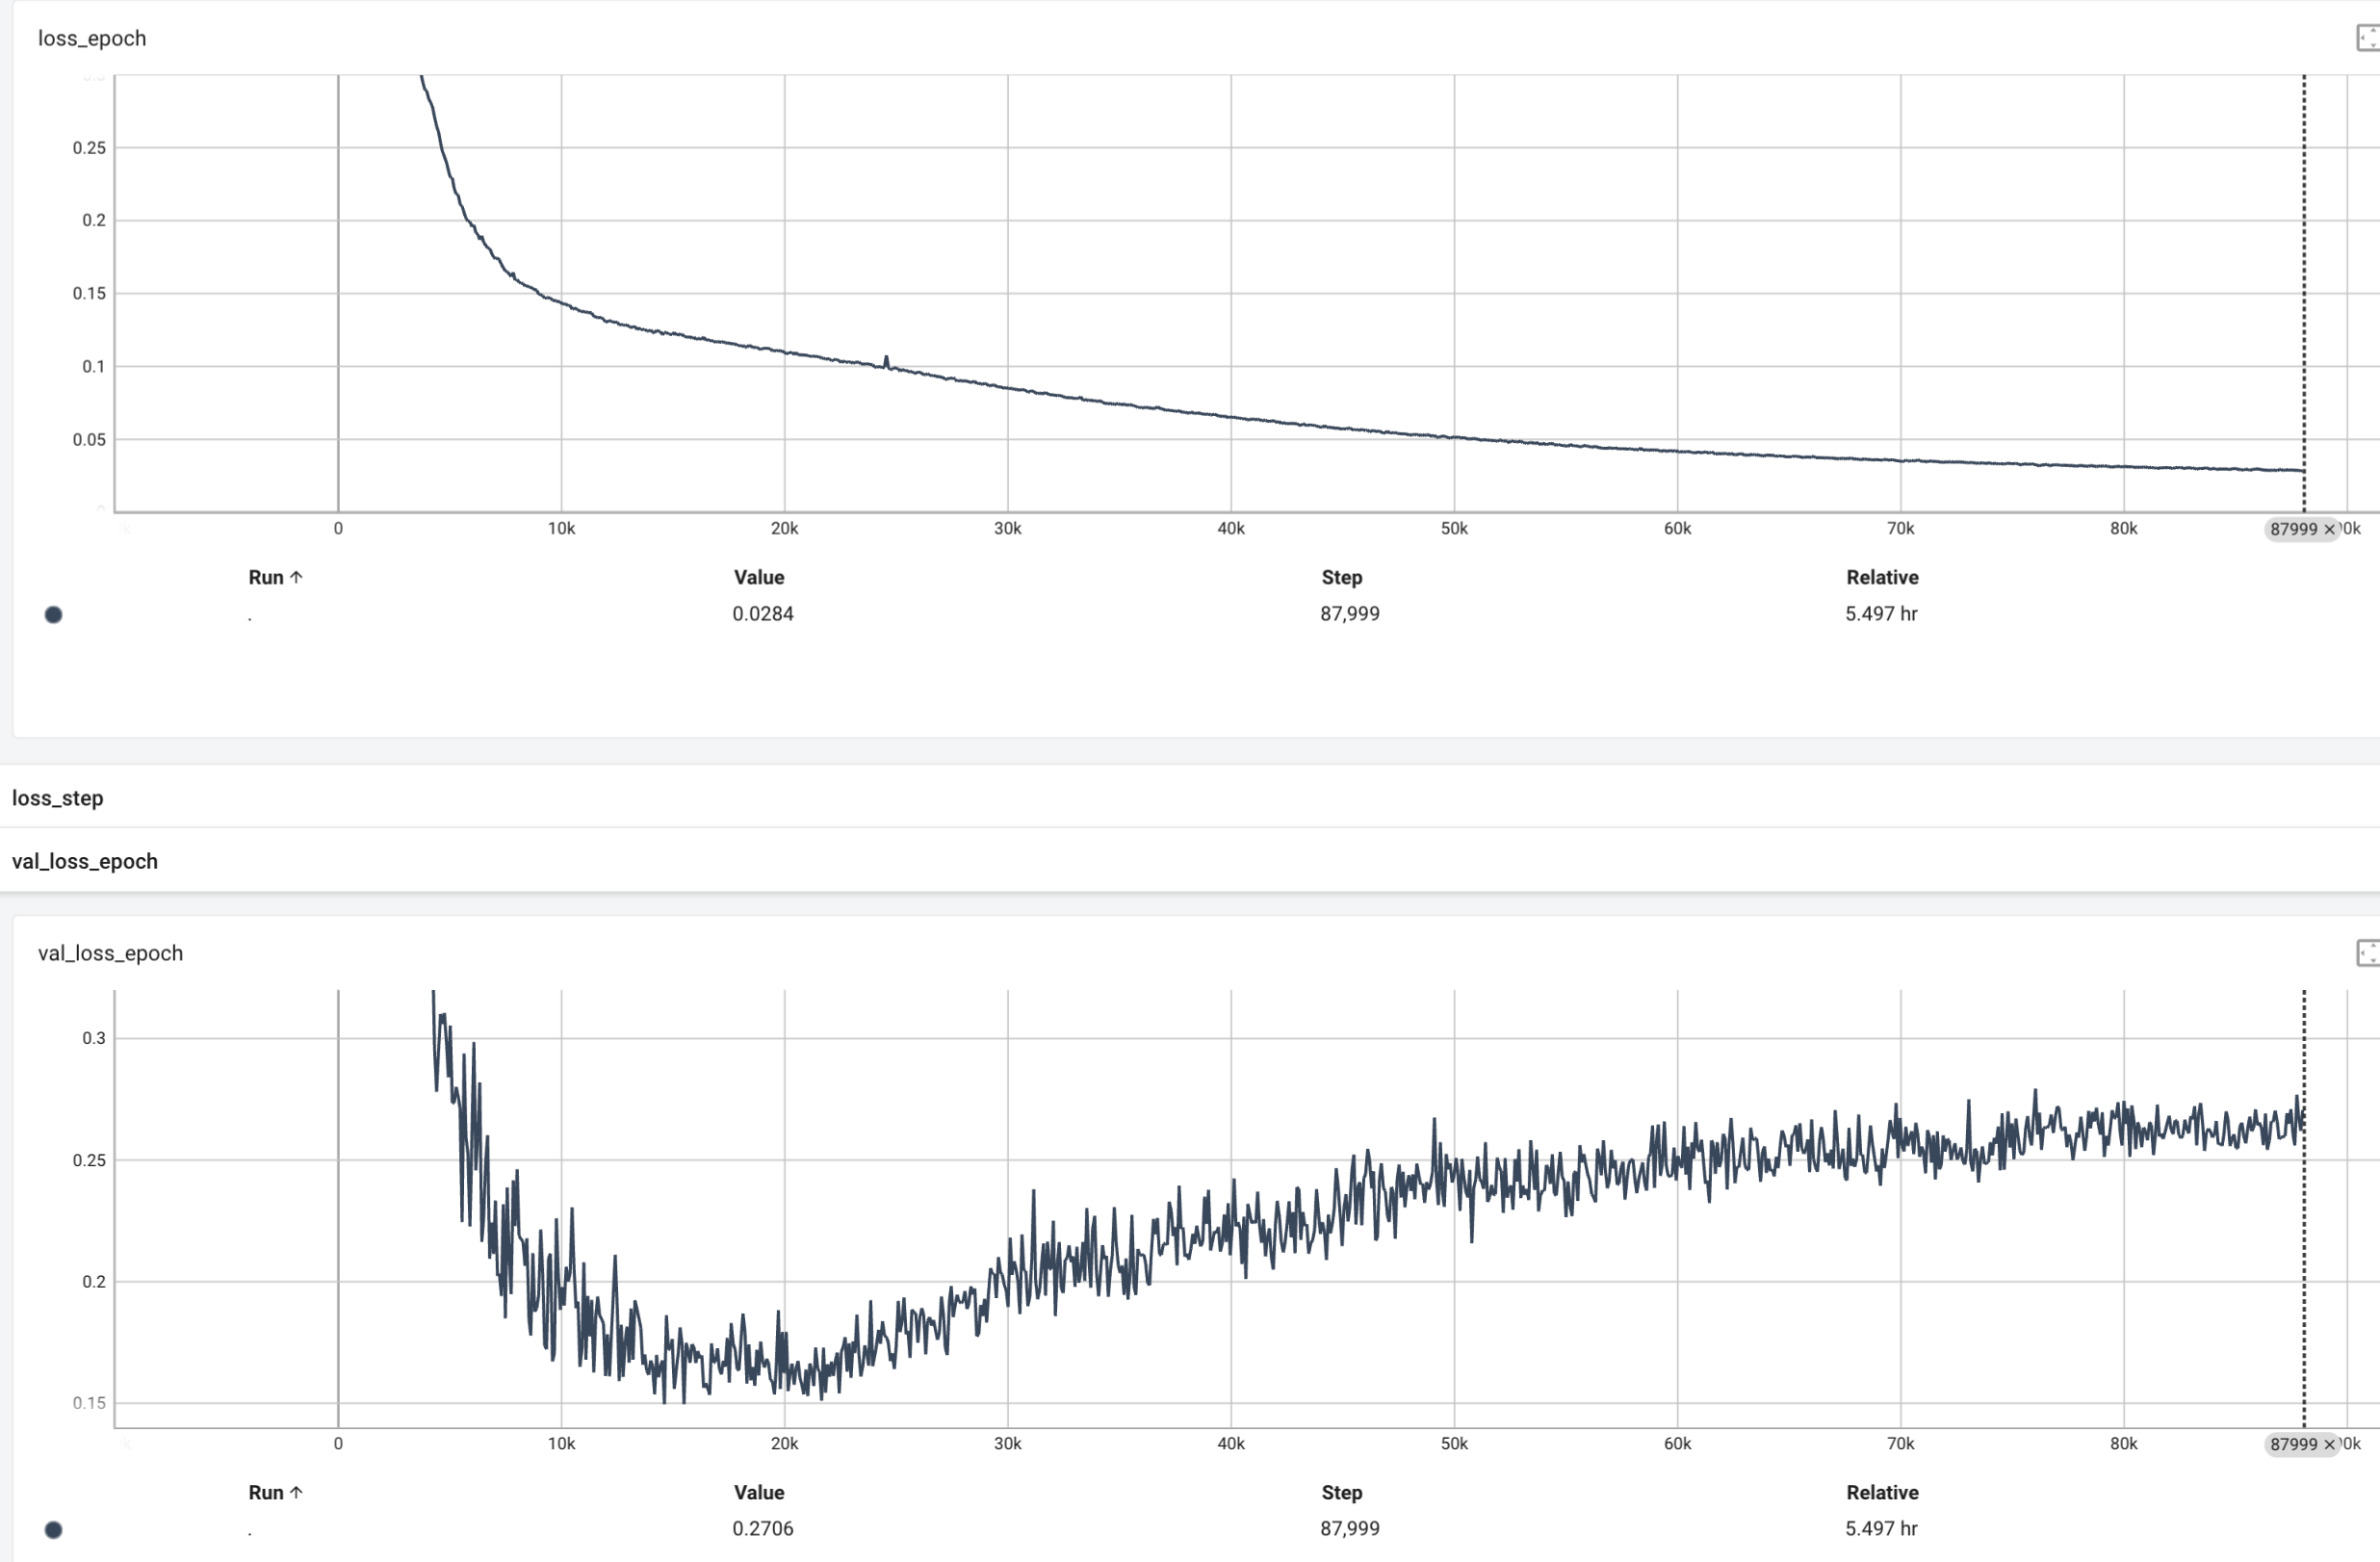 loss_epoch
0.25
0.2
0.15
0.1
0.05
0 10k 20k 30k 40k 50k 60k 70k 80k 87999 × 0k
Run ↑ Value Step Relative
. 0.0284 87,999 5.497 hr
loss_step
val_loss_epoch
val_loss_epoch
0.3
0.25
0.2
0.15
0 10k 20k 30k 40k 50k 60k 70k 80k 87999 × 0k
Run ↑ Value Step Relative
. 0.2706 87,999 5.497 hr